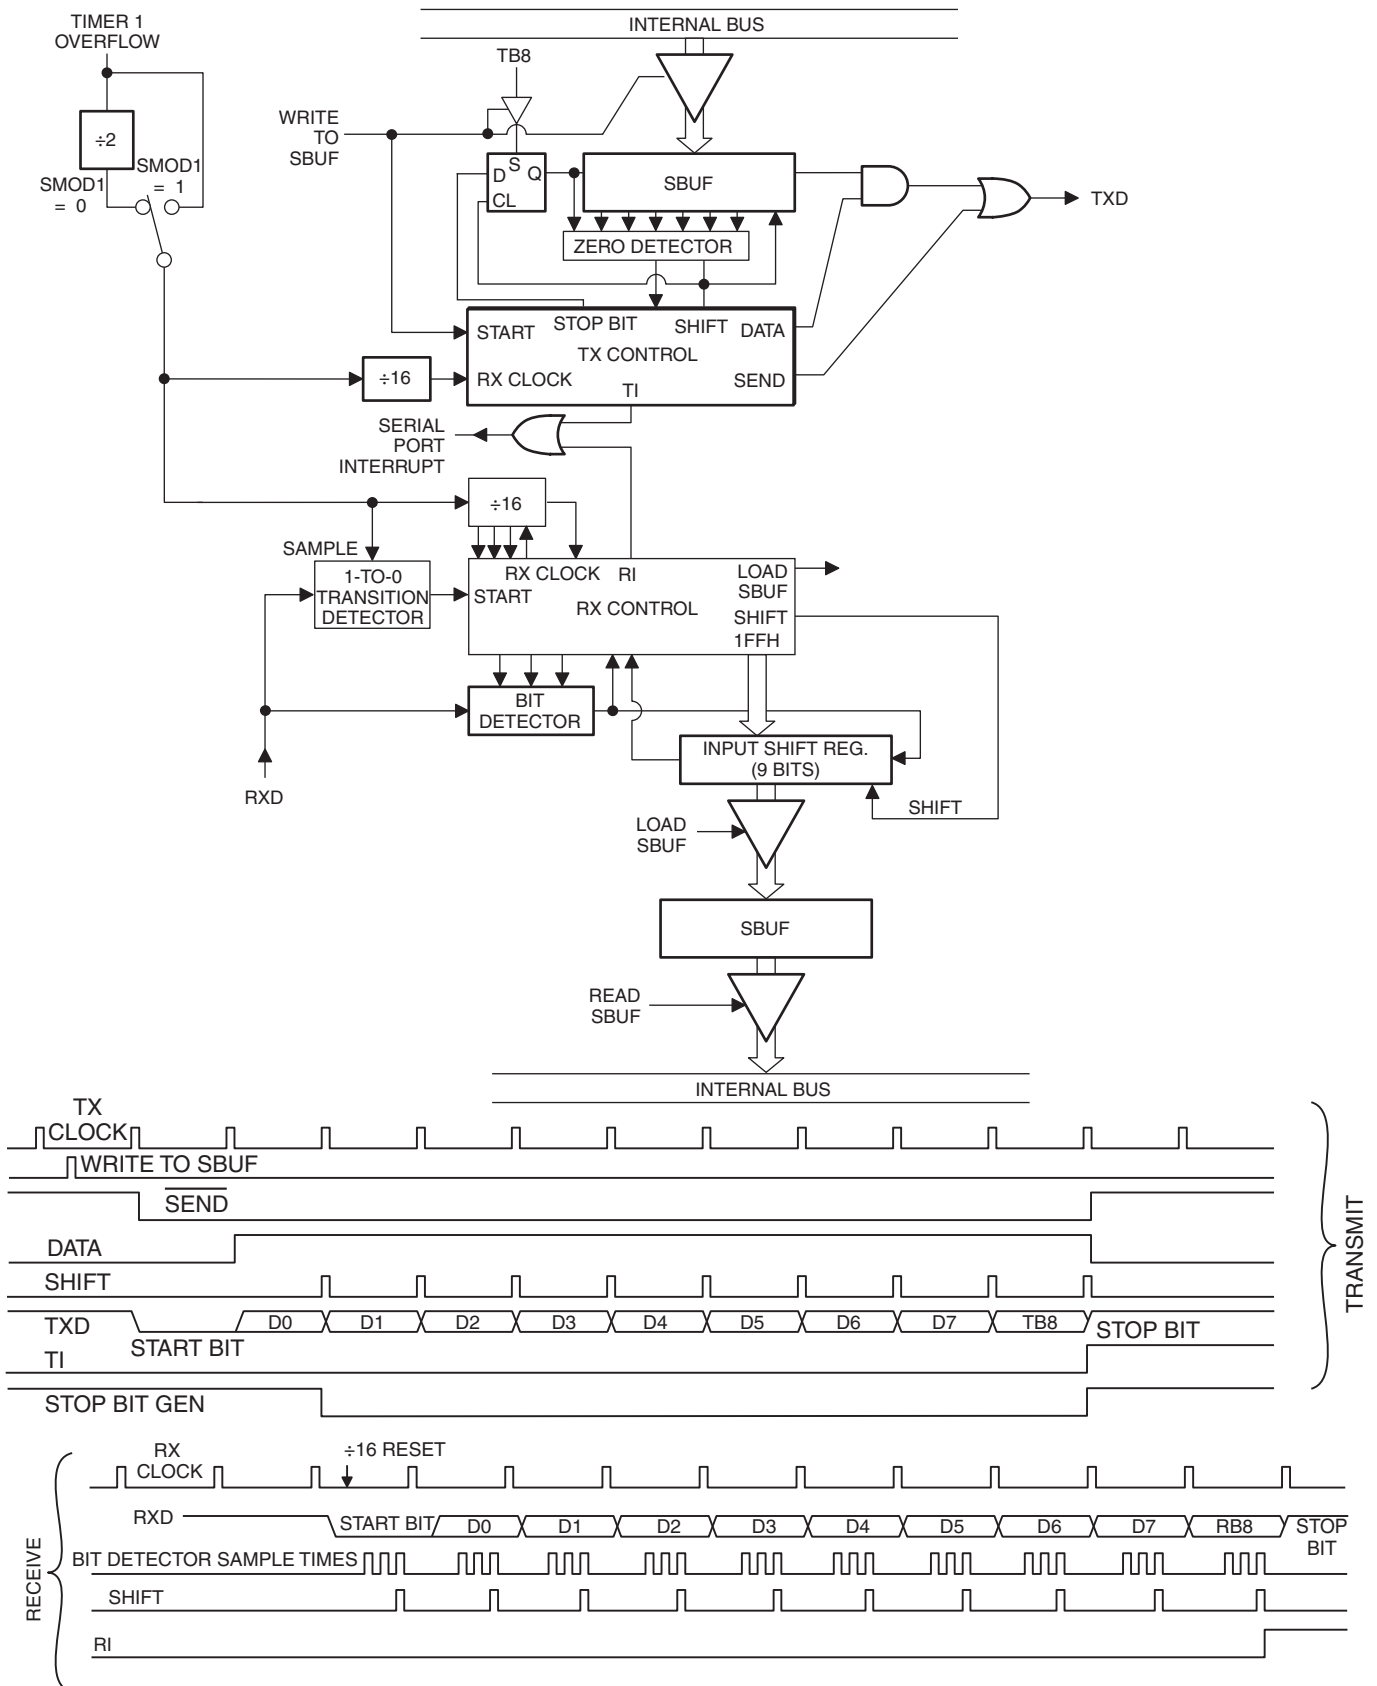 TIMER 1
OVERFLOW
÷2
SMOD1
= 1
SMOD1
= 0
INTERNAL BUS
TB8
WRITE
TO
SBUF
D
S
Q
CL
SBUF
ZERO DETECTOR
TXD
START
STOP BIT
SHIFT
DATA
TX CONTROL
÷16
RX CLOCK
TI
SEND
SERIAL
PORT
INTERRUPT
÷16
SAMPLE
1-TO-0
TRANSITION
DETECTOR
RX CLOCK
RI
START
RX CONTROL
LOAD
SBUF
SHIFT
1FFH
BIT
DETECTOR
RXD
INPUT SHIFT REG.
(9 BITS)
SHIFT
LOAD
SBUF
SBUF
READ
SBUF
INTERNAL BUS
TX
CLOCK
WRITE TO SBUF
SEND
DATA
SHIFT
TXD
START BIT
D0
D1
D2
D3
D4
D5
D6
D7
TB8
STOP BIT
TI
STOP BIT GEN
TRANSMIT
RX
CLOCK
÷16 RESET
RXD
START BIT
D0
D1
D2
D3
D4
D5
D6
D7
RB8
STOP
BIT
BIT DETECTOR SAMPLE TIMES
SHIFT
RI
RECEIVE